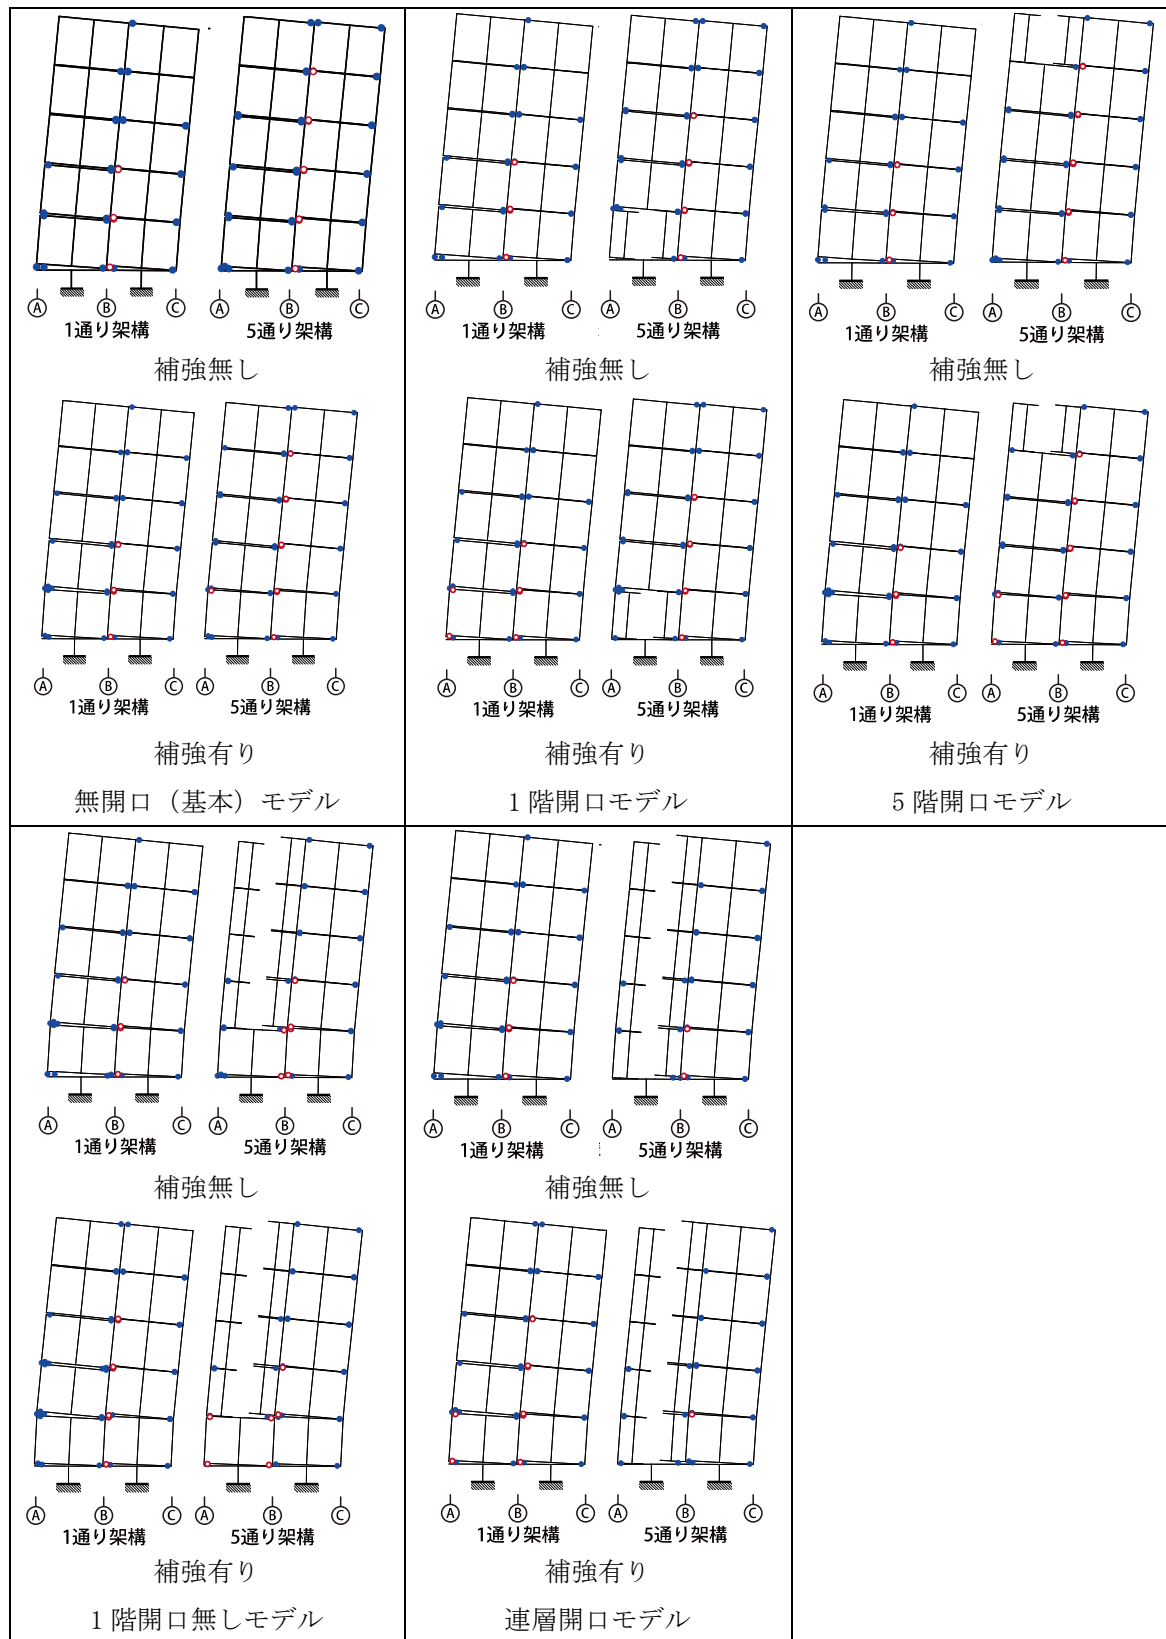 Ⓐ Ⓑ Ⓒ Ⓐ Ⓑ Ⓒ
1通り架構 5通り架構
補強無し
Ⓐ Ⓑ Ⓒ Ⓐ Ⓑ Ⓒ
1通り架構 5通り架構
補強有り
無開口（基本）モデル
Ⓐ Ⓑ Ⓒ Ⓐ Ⓑ Ⓒ
1通り架構 5通り架構
補強無し
Ⓐ Ⓑ Ⓒ Ⓐ Ⓑ Ⓒ
1通り架構 5通り架構
補強有り
1 階開口モデル
Ⓐ Ⓑ Ⓒ Ⓐ Ⓑ Ⓒ
1通り架構 5通り架構
補強無し
Ⓐ Ⓑ Ⓒ Ⓐ Ⓑ Ⓒ
1通り架構 5通り架構
補強有り
5 階開口モデル
Ⓐ Ⓑ Ⓒ Ⓐ Ⓑ Ⓒ
1通り架構 5通り架構
補強無し
Ⓐ Ⓑ Ⓒ Ⓐ Ⓑ Ⓒ
1通り架構 5通り架構
補強有り
1 階開口無しモデル
Ⓐ Ⓑ Ⓒ Ⓐ Ⓑ Ⓒ
1通り架構 5通り架構
補強無し
Ⓐ Ⓑ Ⓒ Ⓐ Ⓑ Ⓒ
1通り架構 5通り架構
補強有り
連層開口モデル